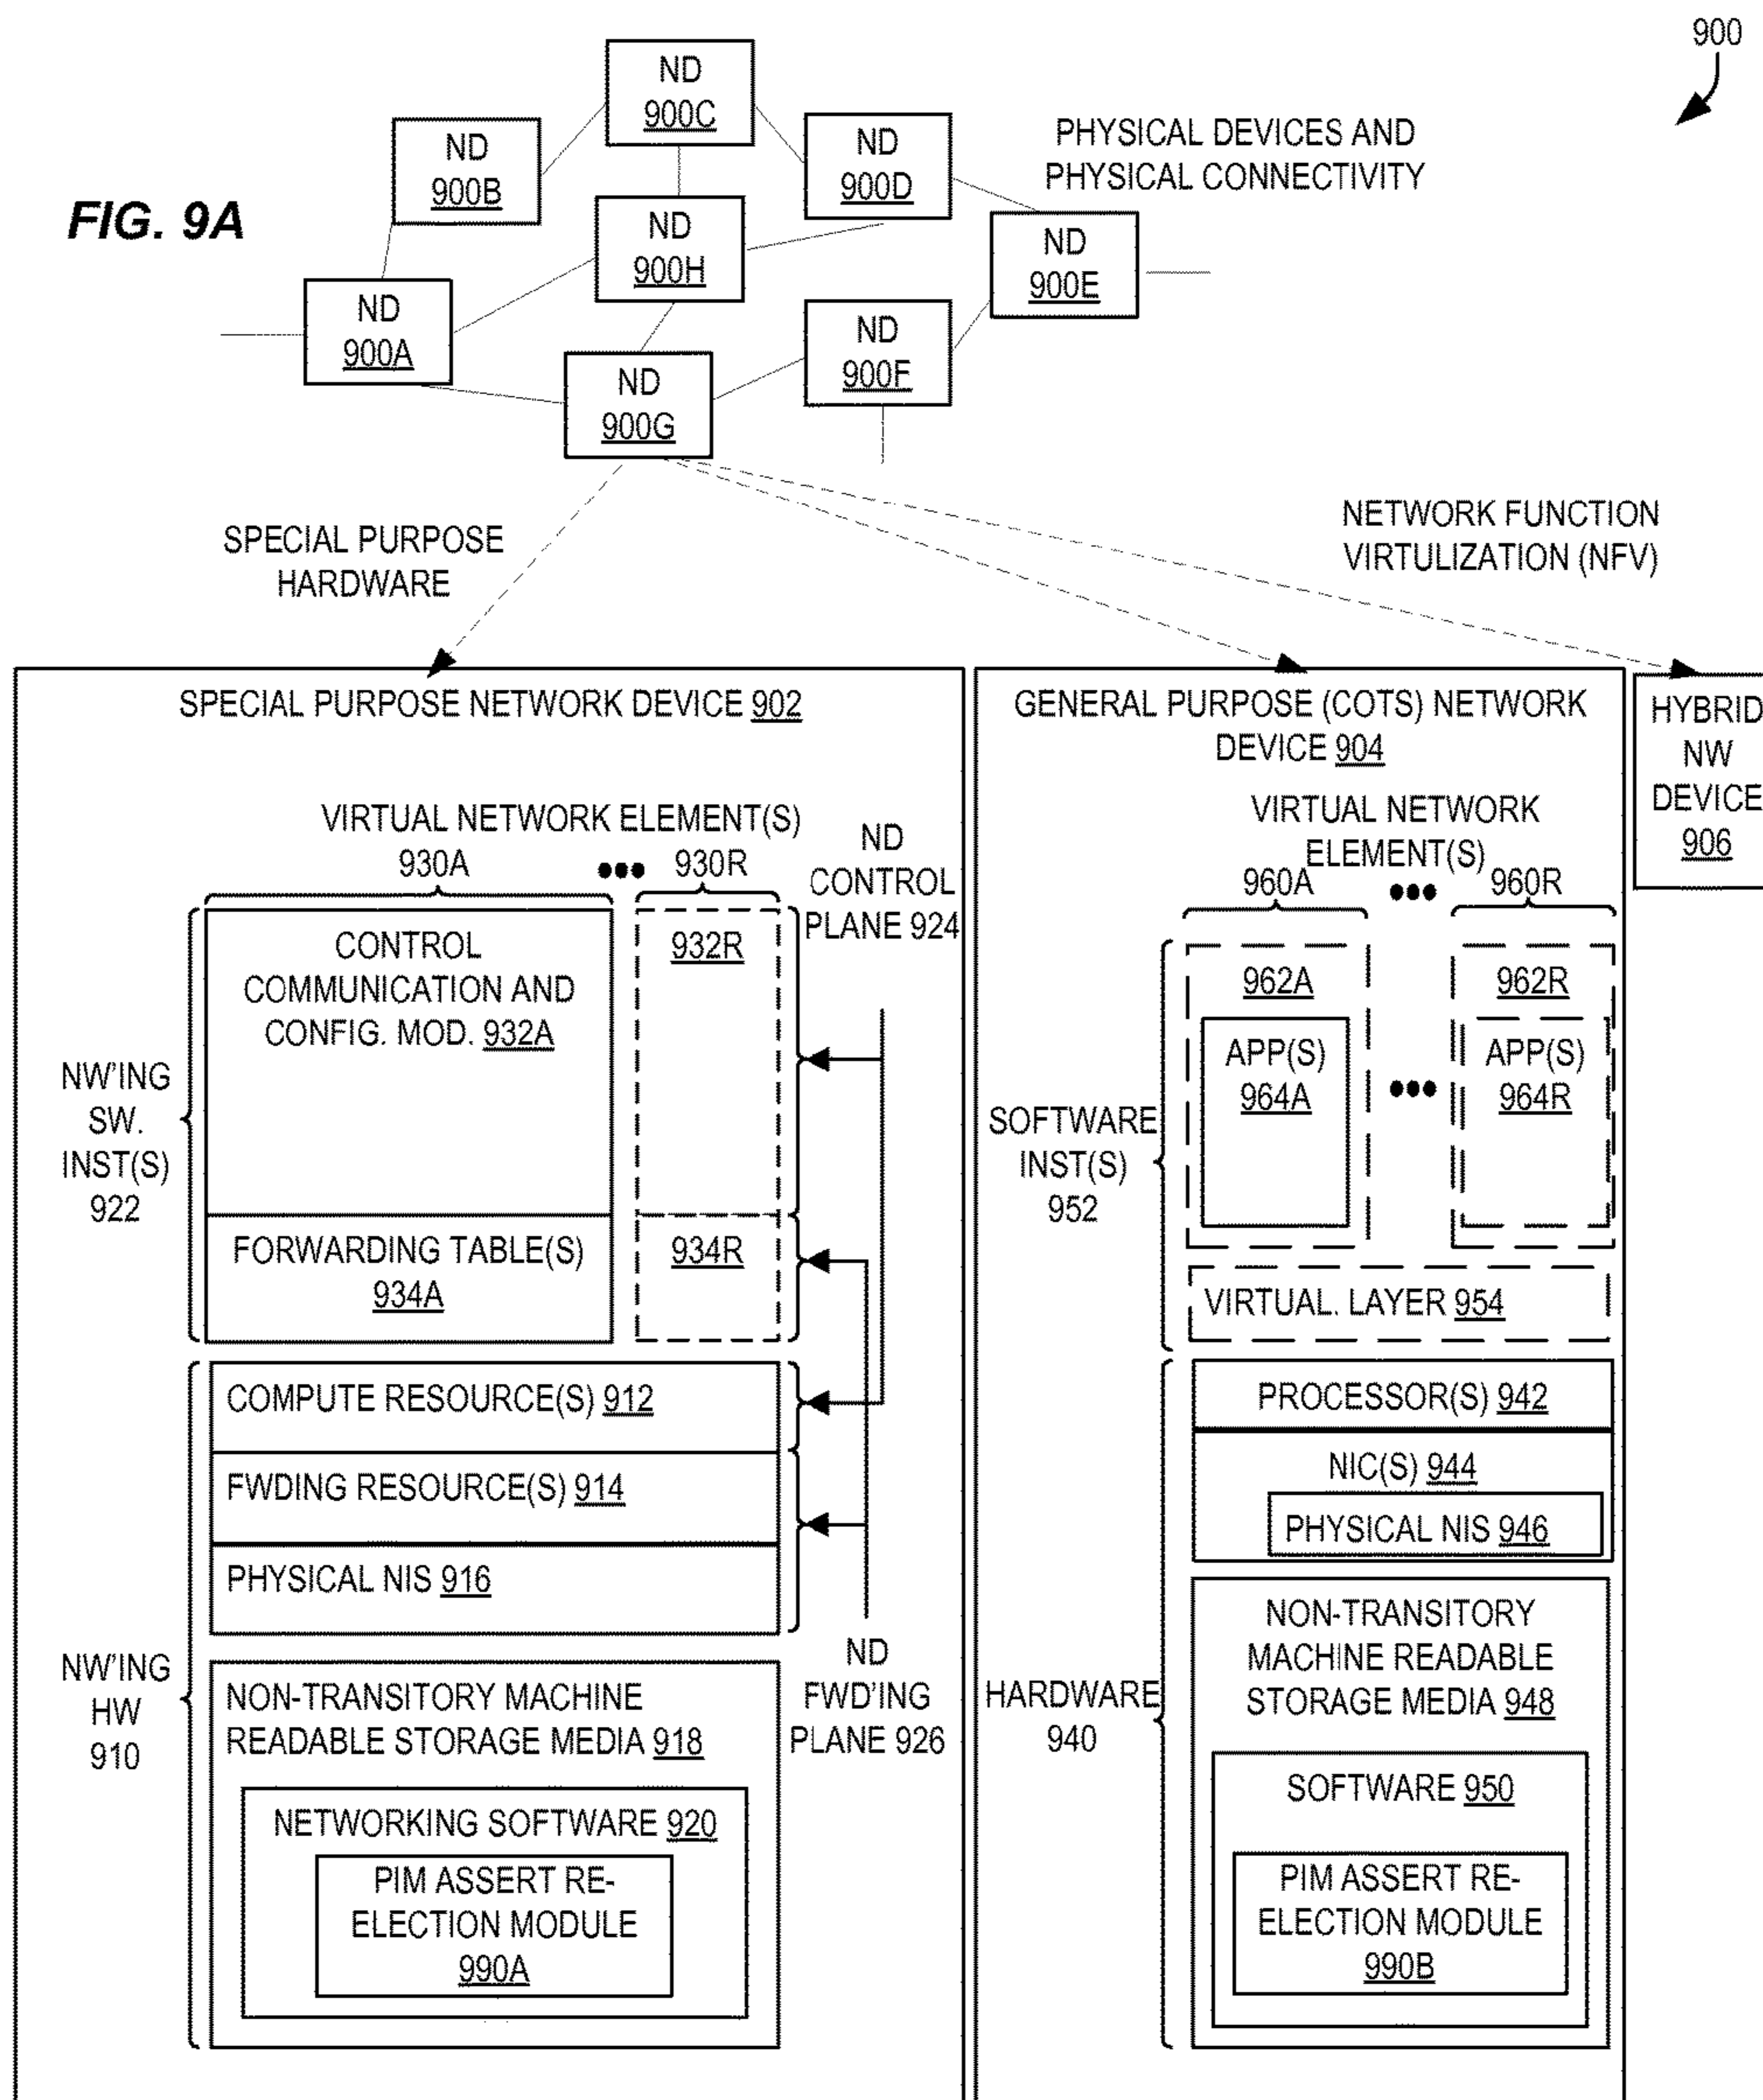 900
ND
900C
ND
900B
ND
900D
PHYSICAL DEVICES AND
PHYSICAL CONNECTIVITY
FIG. 9A
ND
900H
ND
900E
ND
900A
ND
900F
ND
900G
SPECIAL PURPOSE
HARDWARE
NETWORK FUNCTION
VIRTULIZATION (NFV)
SPECIAL PURPOSE NETWORK DEVICE 902
VIRTUAL NETWORK ELEMENT(S)
930A
••• 930R
ND
CONTROL
PLANE 924
CONTROL
COMMUNICATION AND
CONFIG. MOD. 932A
932R
NW'ING
SW.
INST(S)
922
FORWARDING TABLE(S)
934A
934R
COMPUTE RESOURCE(S) 912
FWDING RESOURCE(S) 914
PHYSICAL NIS 916
NW'ING
HW
910
ND
FWD'ING
PLANE 926
NON-TRANSITORY MACHINE
READABLE STORAGE MEDIA 918
NETWORKING SOFTWARE 920
PIM ASSERT RE-
ELECTION MODULE
990A
GENERAL PURPOSE (COTS) NETWORK
DEVICE 904
VIRTUAL NETWORK
ELEMENT(S)
960A ••• 960R
962A
962R
APP(S)
964A
•••
APP(S)
964R
SOFTWARE
INST(S)
952
VIRTUAL. LAYER 954
PROCESSOR(S) 942
NIC(S) 944
PHYSICAL NIS 946
HARDWARE
940
NON-TRANSITORY
MACHINE READABLE
STORAGE MEDIA 948
SOFTWARE 950
PIM ASSERT RE-
ELECTION MODULE
990B
HYBRID
NW
DEVICE
906